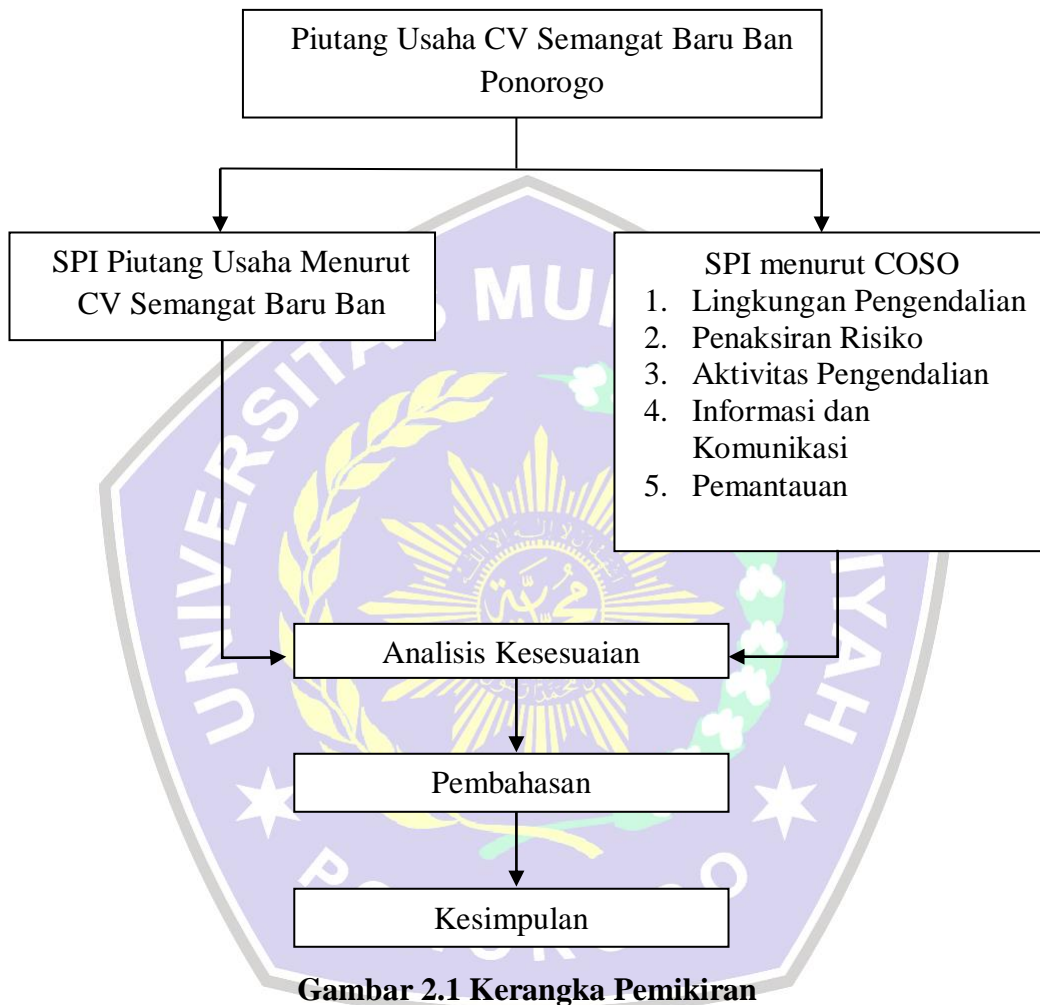 Piutang Usaha CV Semangat Baru Ban
Ponorogo
SPI Piutang Usaha Menurut
CV Semangat Baru Ban
SPI menurut COSO
1. Lingkungan Pengendalian
2. Penaksiran Risiko
3. Aktivitas Pengendalian
4. Informasi dan
Komunikasi
5. Pemantauan
Analisis Kesesuaian
Pembahasan
Kesimpulan
Gambar 2.1 Kerangka Pemikiran